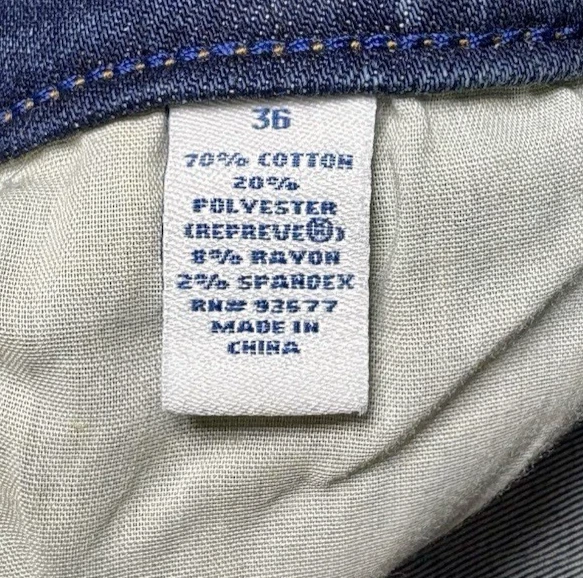 36
70% COTTON
20%
POLYESTER
(REPREVE®)
8% RAYON
2% SPANDEX
RN# 93677
MADE IN
CHINA